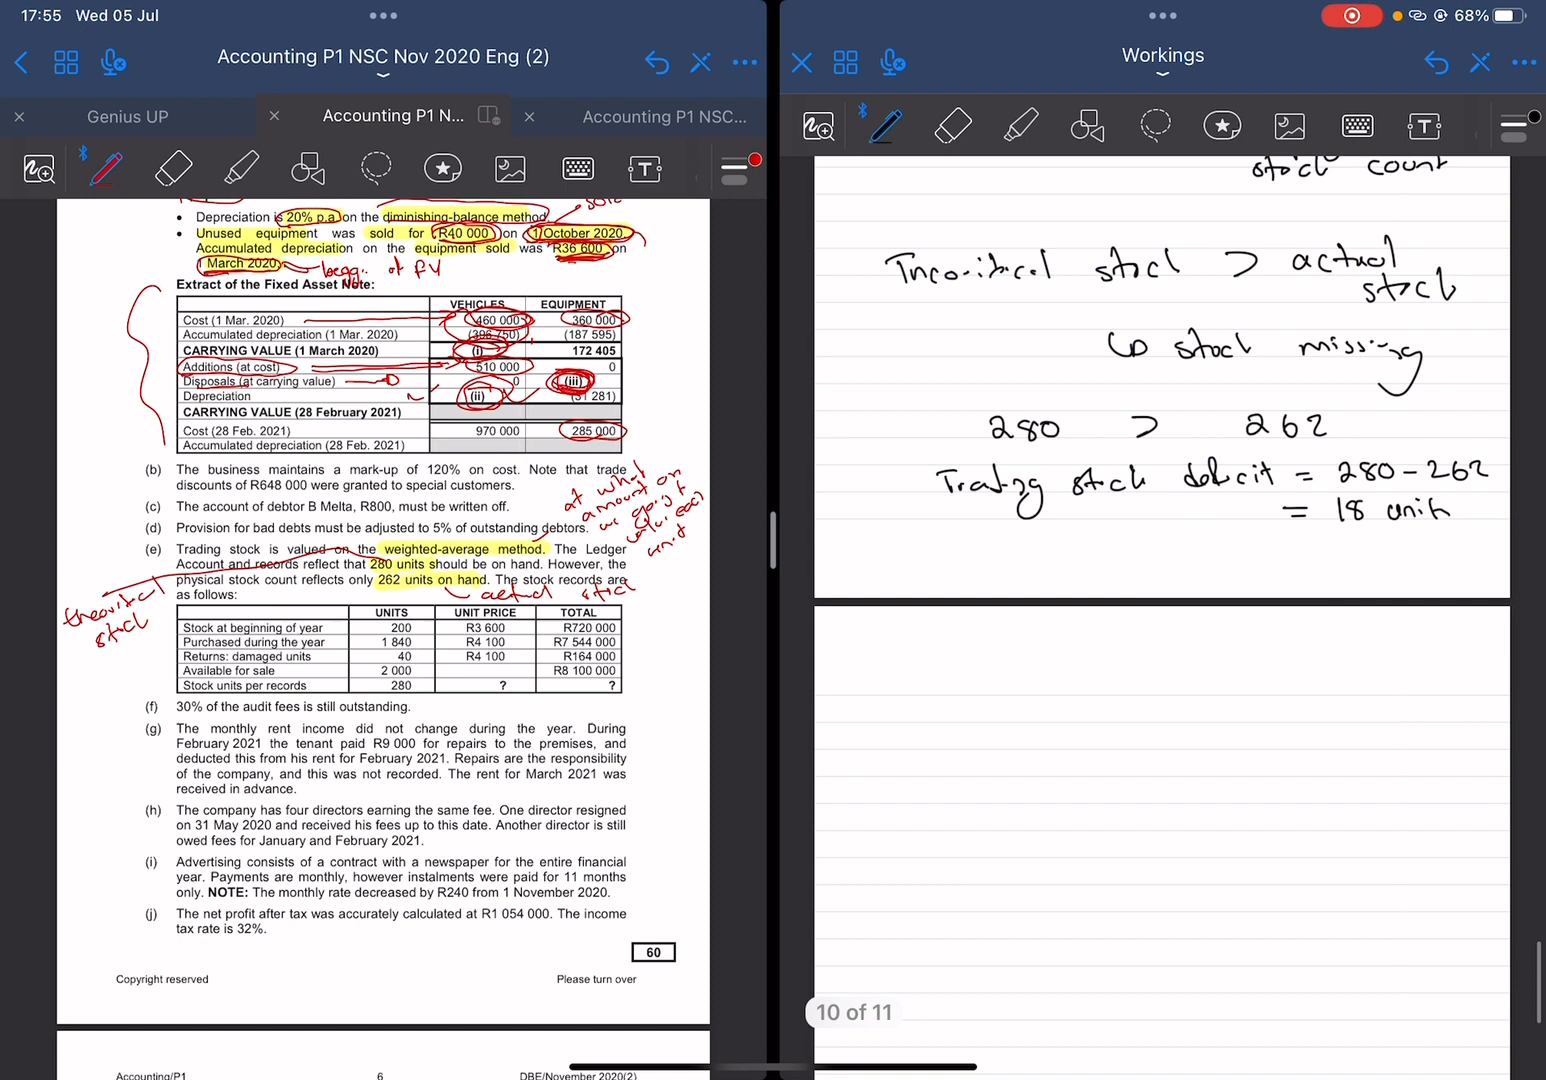 17:55 Wed 05 Jul
68%
Accounting P1 NSC Nov 2020 Eng (2)
Workings
Genius UP
Accounting P1 N...
Accounting P1 NSC...
• Depreciation is 20% p.a on the diminishing-balance method.
sold
• Unused equipment was sold for R40 000 on 1 October 2020.
Accumulated depreciation on the equipment sold was R36 600 on
1 March 2020.
begg. of FY
Extract of the Fixed Asset Note:
VEHICLES EQUIPMENT
Cost (1 Mar. 2020) 460 000 360 000
Accumulated depreciation (1 Mar. 2020) (396 750) (187 595)
CARRYING VALUE (1 March 2020) (i) 172 405
Additions (at cost) 510 000 0
Disposals (at carrying value) 0 (iii)
Depreciation (ii) (31 281)
CARRYING VALUE (28 February 2021)
Cost (28 Feb. 2021) 970 000 285 000
Accumulated depreciation (28 Feb. 2021)
(b) The business maintains a mark-up of 120% on cost. Note that trade
discounts of R648 000 were granted to special customers.
(c) The account of debtor B Melta, R800, must be written off.
(d) Provision for bad debts must be adjusted to 5% of outstanding debtors.
at what
amount are
we going to
value each
unit
(e) Trading stock is valued on the weighted-average method. The Ledger
Account and records reflect that 280 units should be on hand. However, the
physical stock count reflects only 262 units on hand. The stock records are
as follows:
actual stock
theoritical
stock
UNITS UNIT PRICE TOTAL
Stock at beginning of year 200 R3 600 R720 000
Purchased during the year 1 840 R4 100 R7 544 000
Returns: damaged units 40 R4 100 R164 000
Available for sale 2 000 R8 100 000
Stock units per records 280 ? ?
(f) 30% of the audit fees is still outstanding.
(g) The monthly rent income did not change during the year. During
February 2021 the tenant paid R9 000 for repairs to the premises, and
deducted this from his rent for February 2021. Repairs are the responsibility
of the company, and this was not recorded. The rent for March 2021 was
received in advance.
(h) The company has four directors earning the same fee. One director resigned
on 31 May 2020 and received his fees up to this date. Another director is still
owed fees for January and February 2021.
(i) Advertising consists of a contract with a newspaper for the entire financial
year. Payments are monthly, however instalments were paid for 11 months
only. NOTE: The monthly rate decreased by R240 from 1 November 2020.
(j) The net profit after tax was accurately calculated at R1 054 000. The income
tax rate is 32%.
60
Copyright reserved
Please turn over
Accounting/P1 6 DBE/November 2020(2)
stock count
Theoritical stock > actual
stock
stock missing
280 > 262
Trading stock deficit = 280 - 262
= 18 units
10 of 11